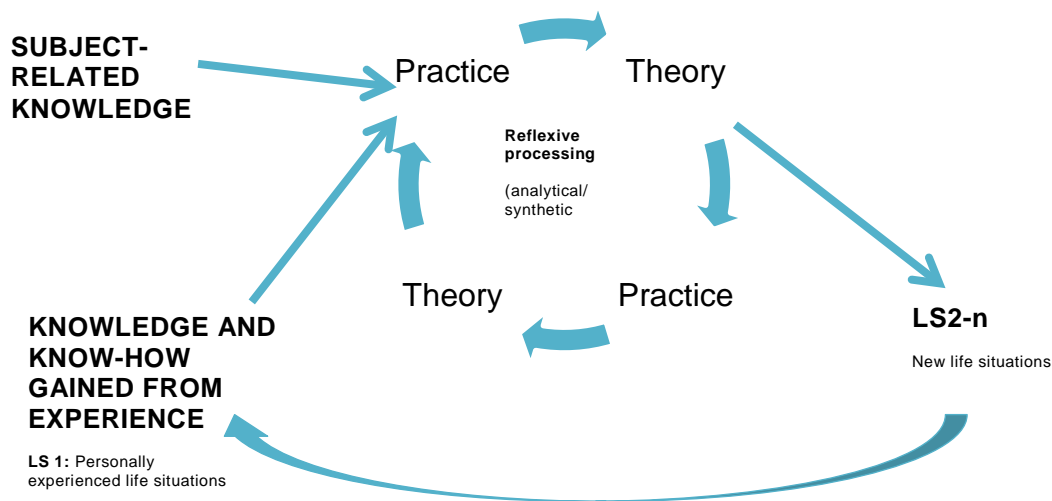 SUBJECT-
RELATED
KNOWLEDGE
Practice
Theory
Reflexive
processing
(analytical/
synthetic
Theory
Practice
KNOWLEDGE AND
KNOW-HOW
GAINED FROM
EXPERIENCE
LS 1: Personally
experienced life situations
LS2-n
New life situations